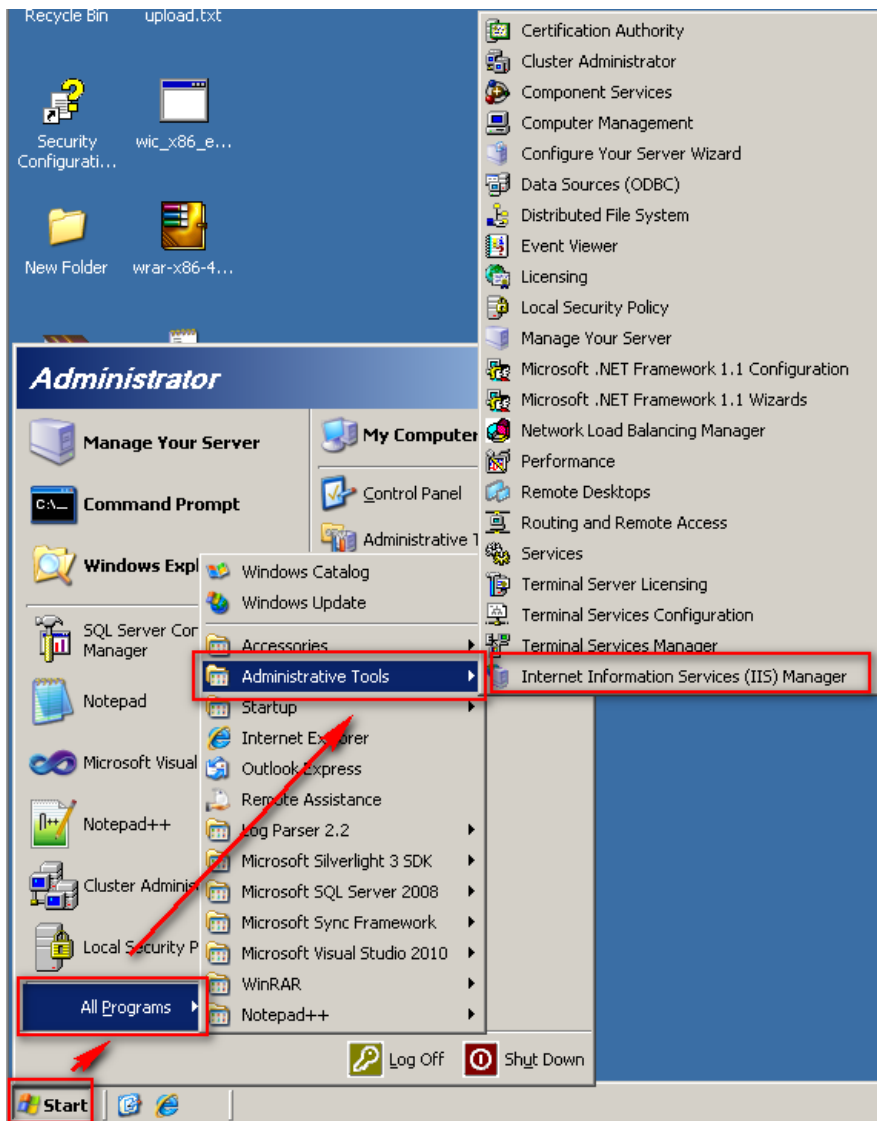 Recycle Bin
upload.txt
Security
Configurati...
wic_x86_e...
New Folder
wrar-x86-4...
Administrator
Manage Your Server
Command Prompt
Windows Expl
SQL Server Cor
Manager
Notepad
Microsoft Visual
Notepad++
Cluster Adminis
Local Security P
All Programs
My Computer
Control Panel
Administrative T
Windows Catalog
Windows Update
Accessories
Administrative Tools
Startup
Internet Explorer
Outlook Express
Remote Assistance
Log Parser 2.2
Microsoft Silverlight 3 SDK
Microsoft SQL Server 2008
Microsoft Sync Framework
Microsoft Visual Studio 2010
WinRAR
Notepad++
Certification Authority
Cluster Administrator
Component Services
Computer Management
Configure Your Server Wizard
Data Sources (ODBC)
Distributed File System
Event Viewer
Licensing
Local Security Policy
Manage Your Server
Microsoft .NET Framework 1.1 Configuration
Microsoft .NET Framework 1.1 Wizards
Network Load Balancing Manager
Performance
Remote Desktops
Routing and Remote Access
Services
Terminal Server Licensing
Terminal Services Configuration
Terminal Services Manager
Internet Information Services (IIS) Manager
Log Off
Shut Down
Start